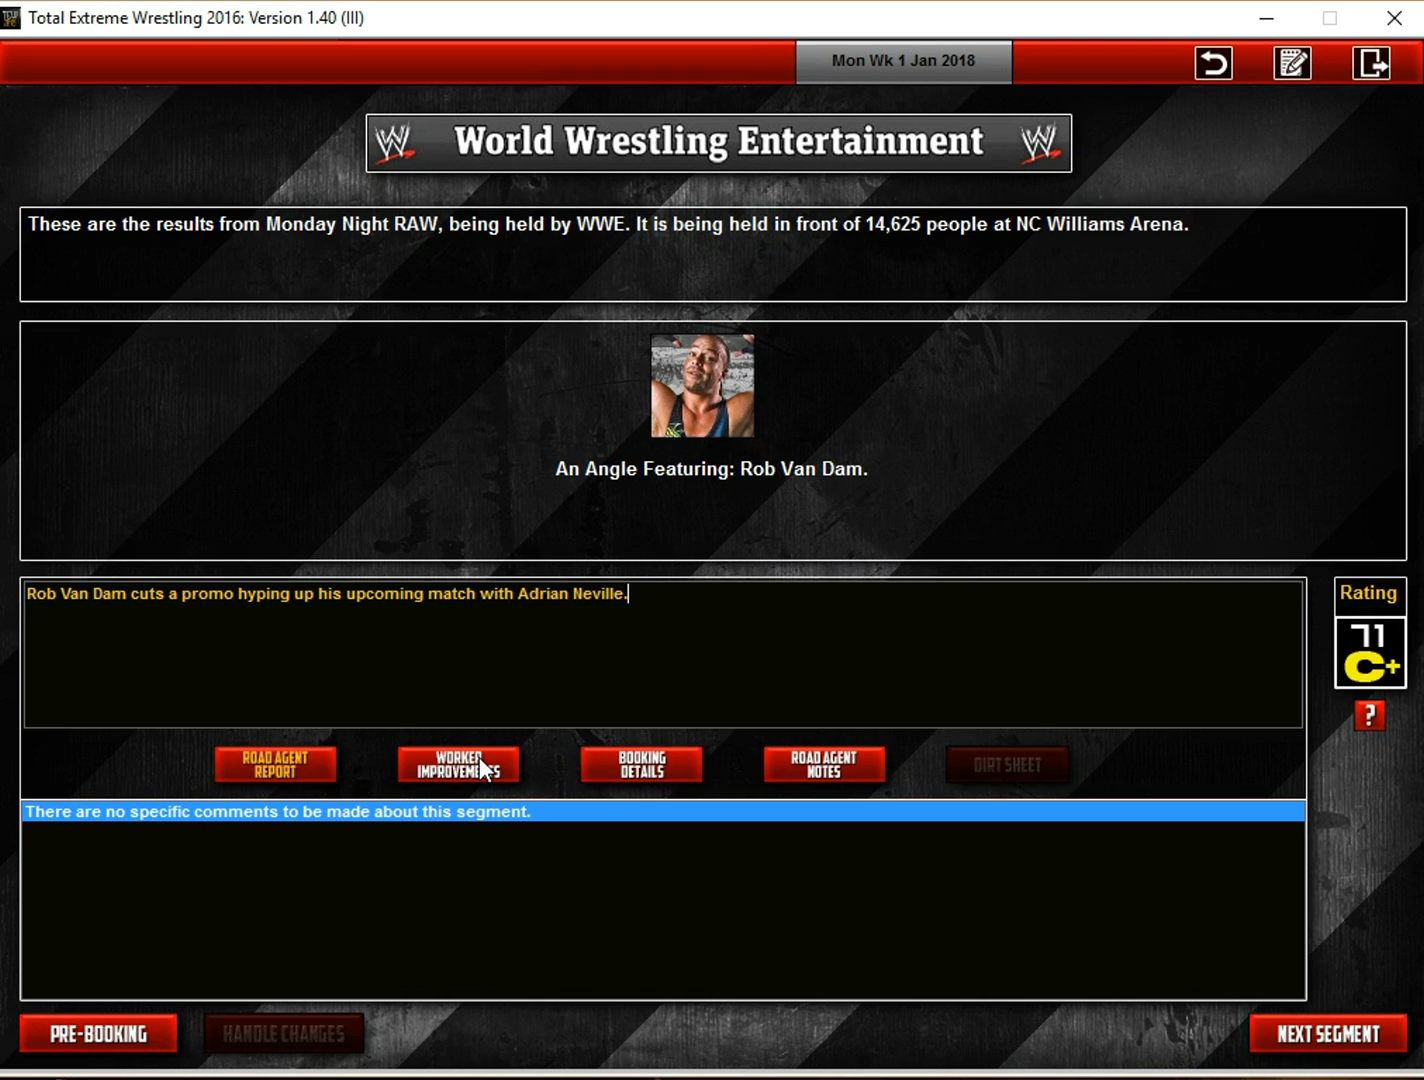 Total Extreme Wrestling 2016: Version 1.40 (III)
Mon Wk 1 Jan 2018
World Wrestling Entertainment
These are the results from Monday Night RAW, being held by WWE. It is being held in front of 14,625 people at NC Williams Arena.
An Angle Featuring: Rob Van Dam.
Rob Van Dam cuts a promo hyping up his upcoming match with Adrian Neville.
Rating
71
C+
?
ROAD AGENT
REPORT
WORKER
IMPROVEMENTS
BOOKING
DETAILS
ROAD AGENT
NOTES
DIRT SHEET
There are no specific comments to be made about this segment.
PRE-BOOKING
HANDLE CHANGES
NEXT SEGMENT